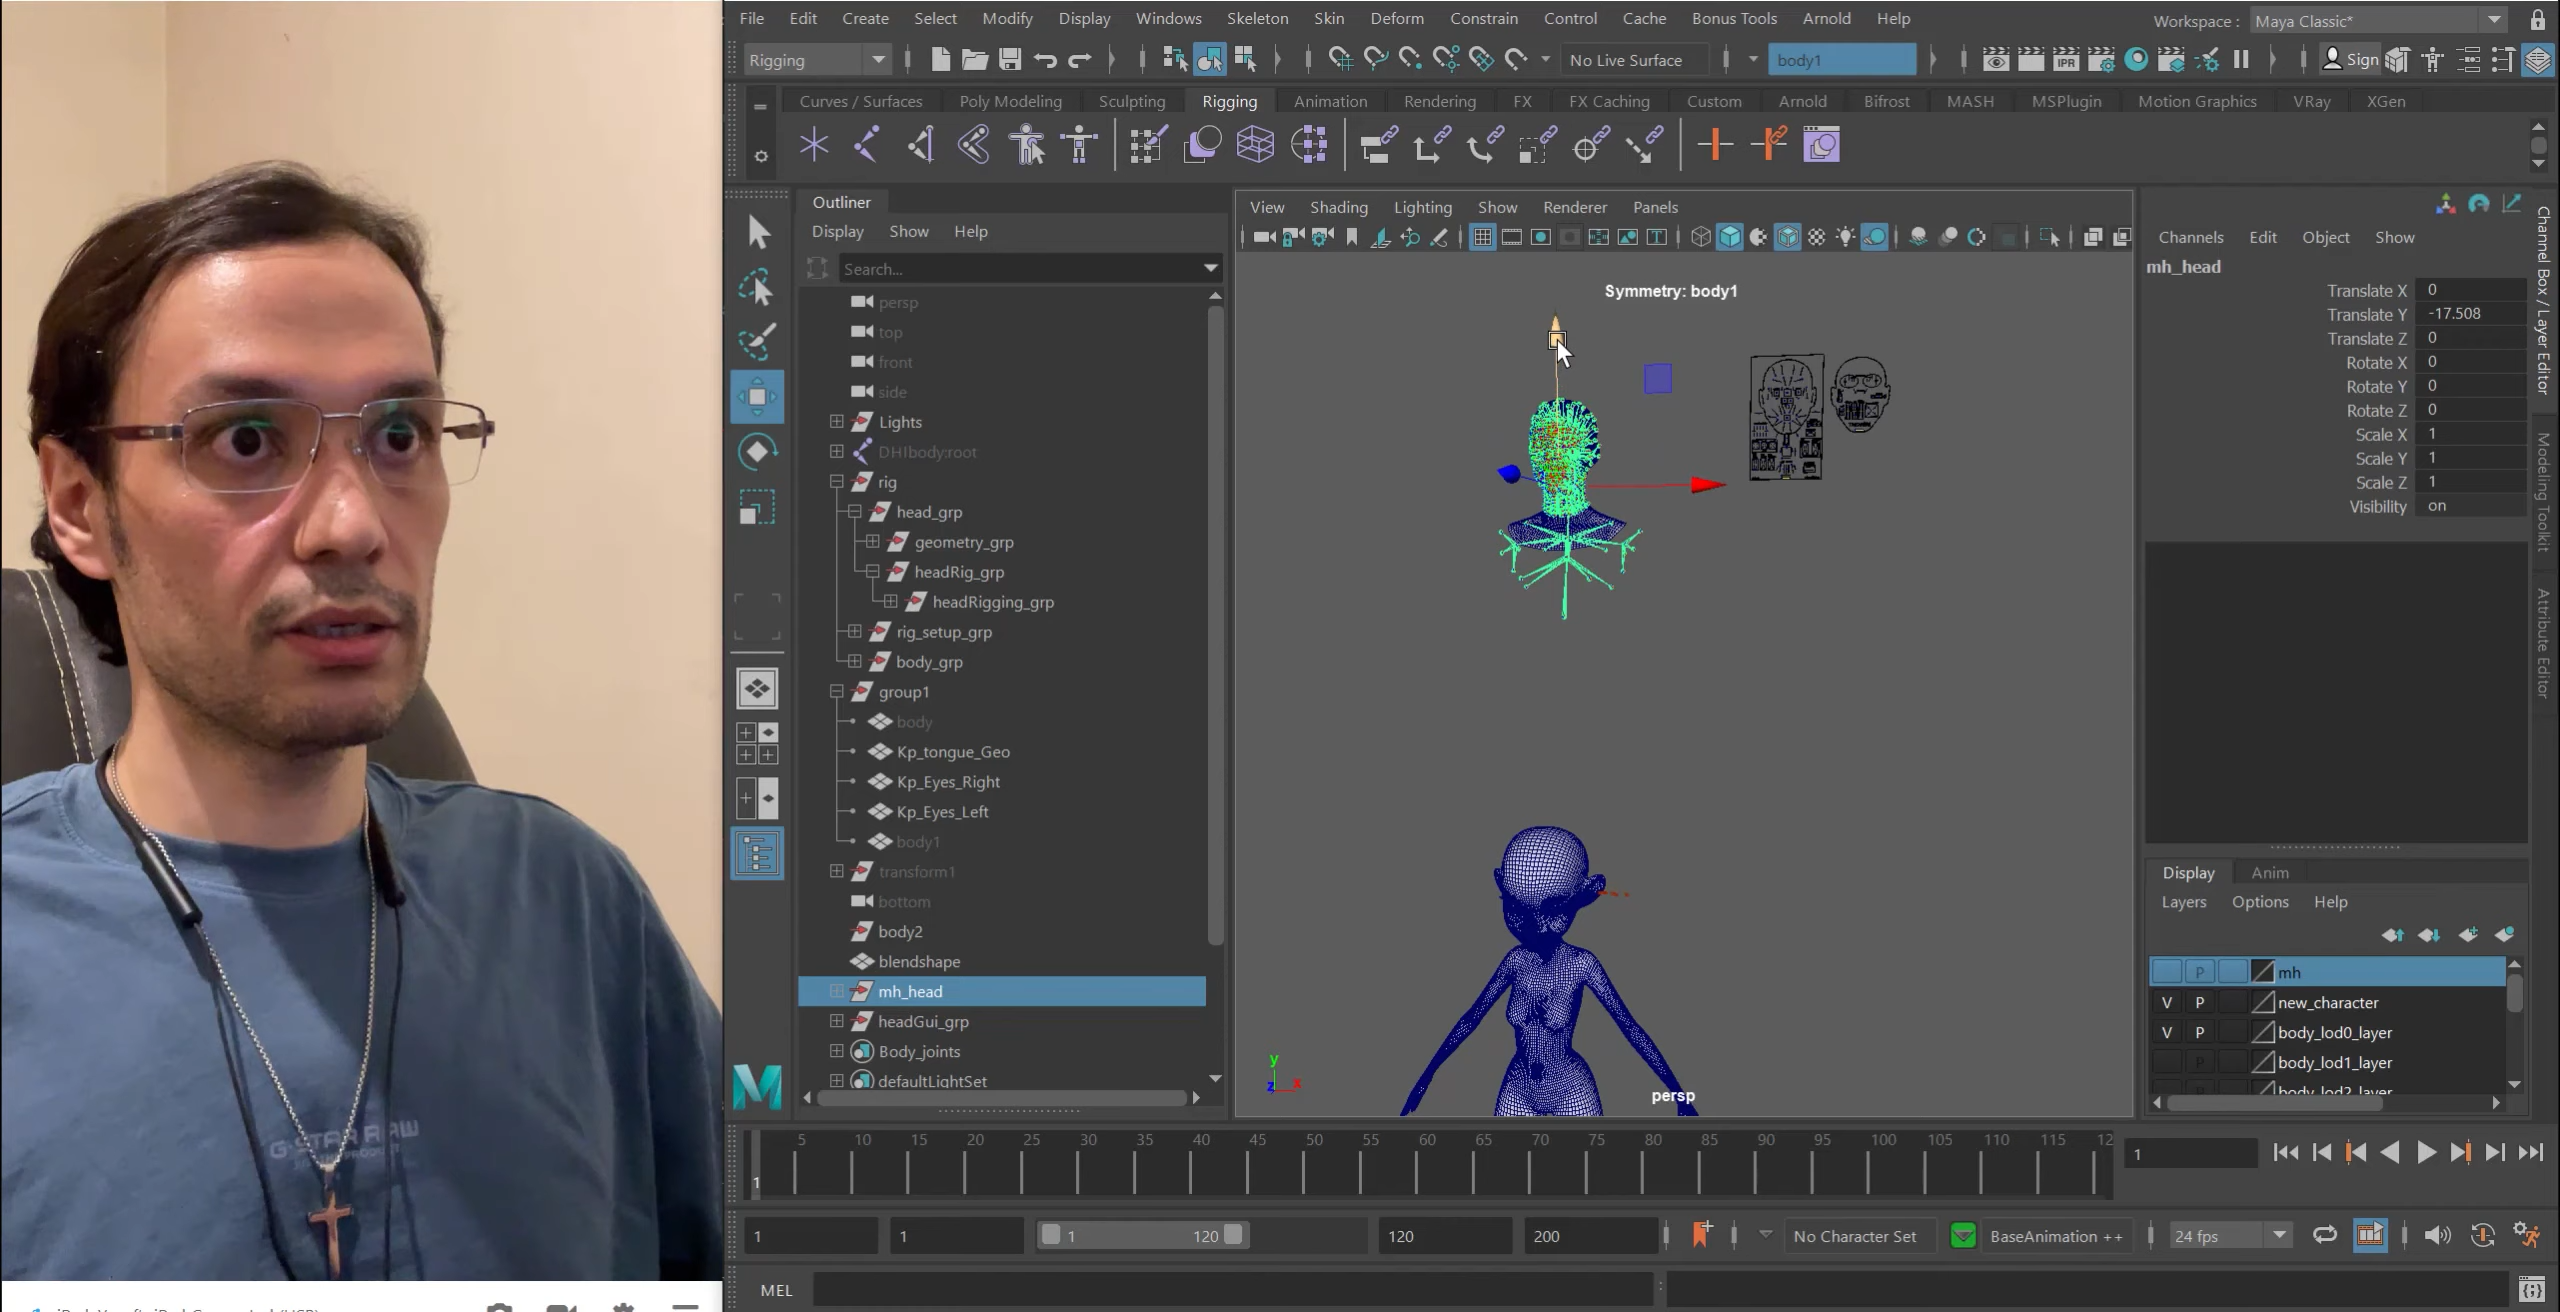 File Edit Create Select Modify Display Windows Skeleton Skin Deform Constrain Control Cache Bonus Tools Arnold Help Workspace : Maya Classic*
Rigging No Live Surface body1 IPR Sign
Curves / Surfaces Poly Modeling Sculpting Rigging Animation Rendering FX FX Caching Custom Arnold Bifrost MASH MSPlugin Motion Graphics VRay XGen
Outliner
Display Show Help
Search...
persp
top
front
side
Lights
DHIbody:root
rig
head_grp
geometry_grp
headRig_grp
headRigging_grp
rig_setup_grp
body_grp
group1
body
Kp_tongue_Geo
Kp_Eyes_Right
Kp_Eyes_Left
body1
transform1
bottom
body2
blendshape
mh_head
headGui_grp
Body_joints
defaultLightSet
View Shading Lighting Show Renderer Panels
Symmetry: body1
y
z x
persp
Channels Edit Object Show
mh_head
Translate X 0
Translate Y -17.508
Translate Z 0
Rotate X 0
Rotate Y 0
Rotate Z 0
Scale X 1
Scale Y 1
Scale Z 1
Visibility on
Channel Box / Layer Editor
Modeling Toolkit
Attribute Editor
Display Anim
Layers Options Help
P mh
V P new_character
V P body_lod0_layer
P body_lod1_layer
P body_lod2_layer
5 10 15 20 25 30 35 40 45 50 55 60 65 70 75 80 85 90 95 100 105 110 115 12
1
1
1 1 1 120 120 200 No Character Set BaseAnimation ++ 24 fps
MEL
G-STAR RAW